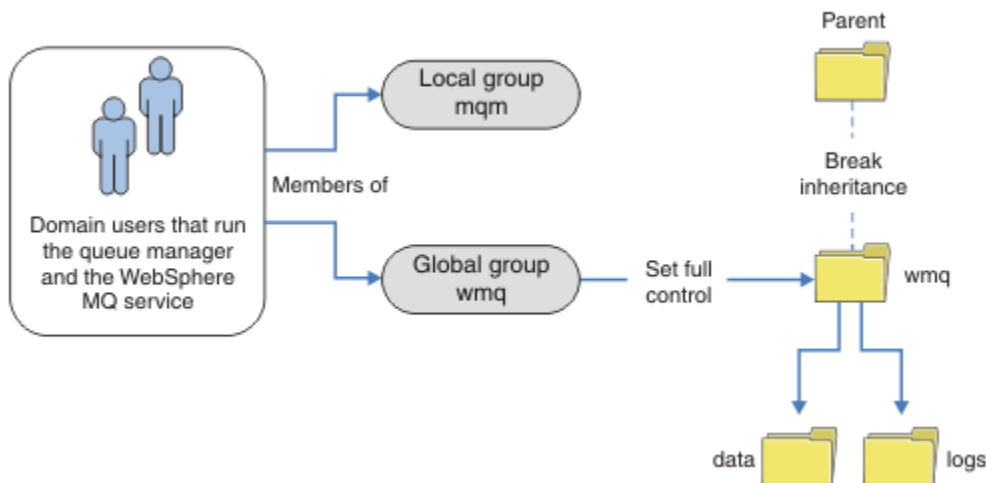 Parent
Local group
mqm
Members of
Break
inheritance
Domain users that run
the queue manager
and the WebSphere
MQ service
Global group
wmq
Set full
control
wmq
data
logs